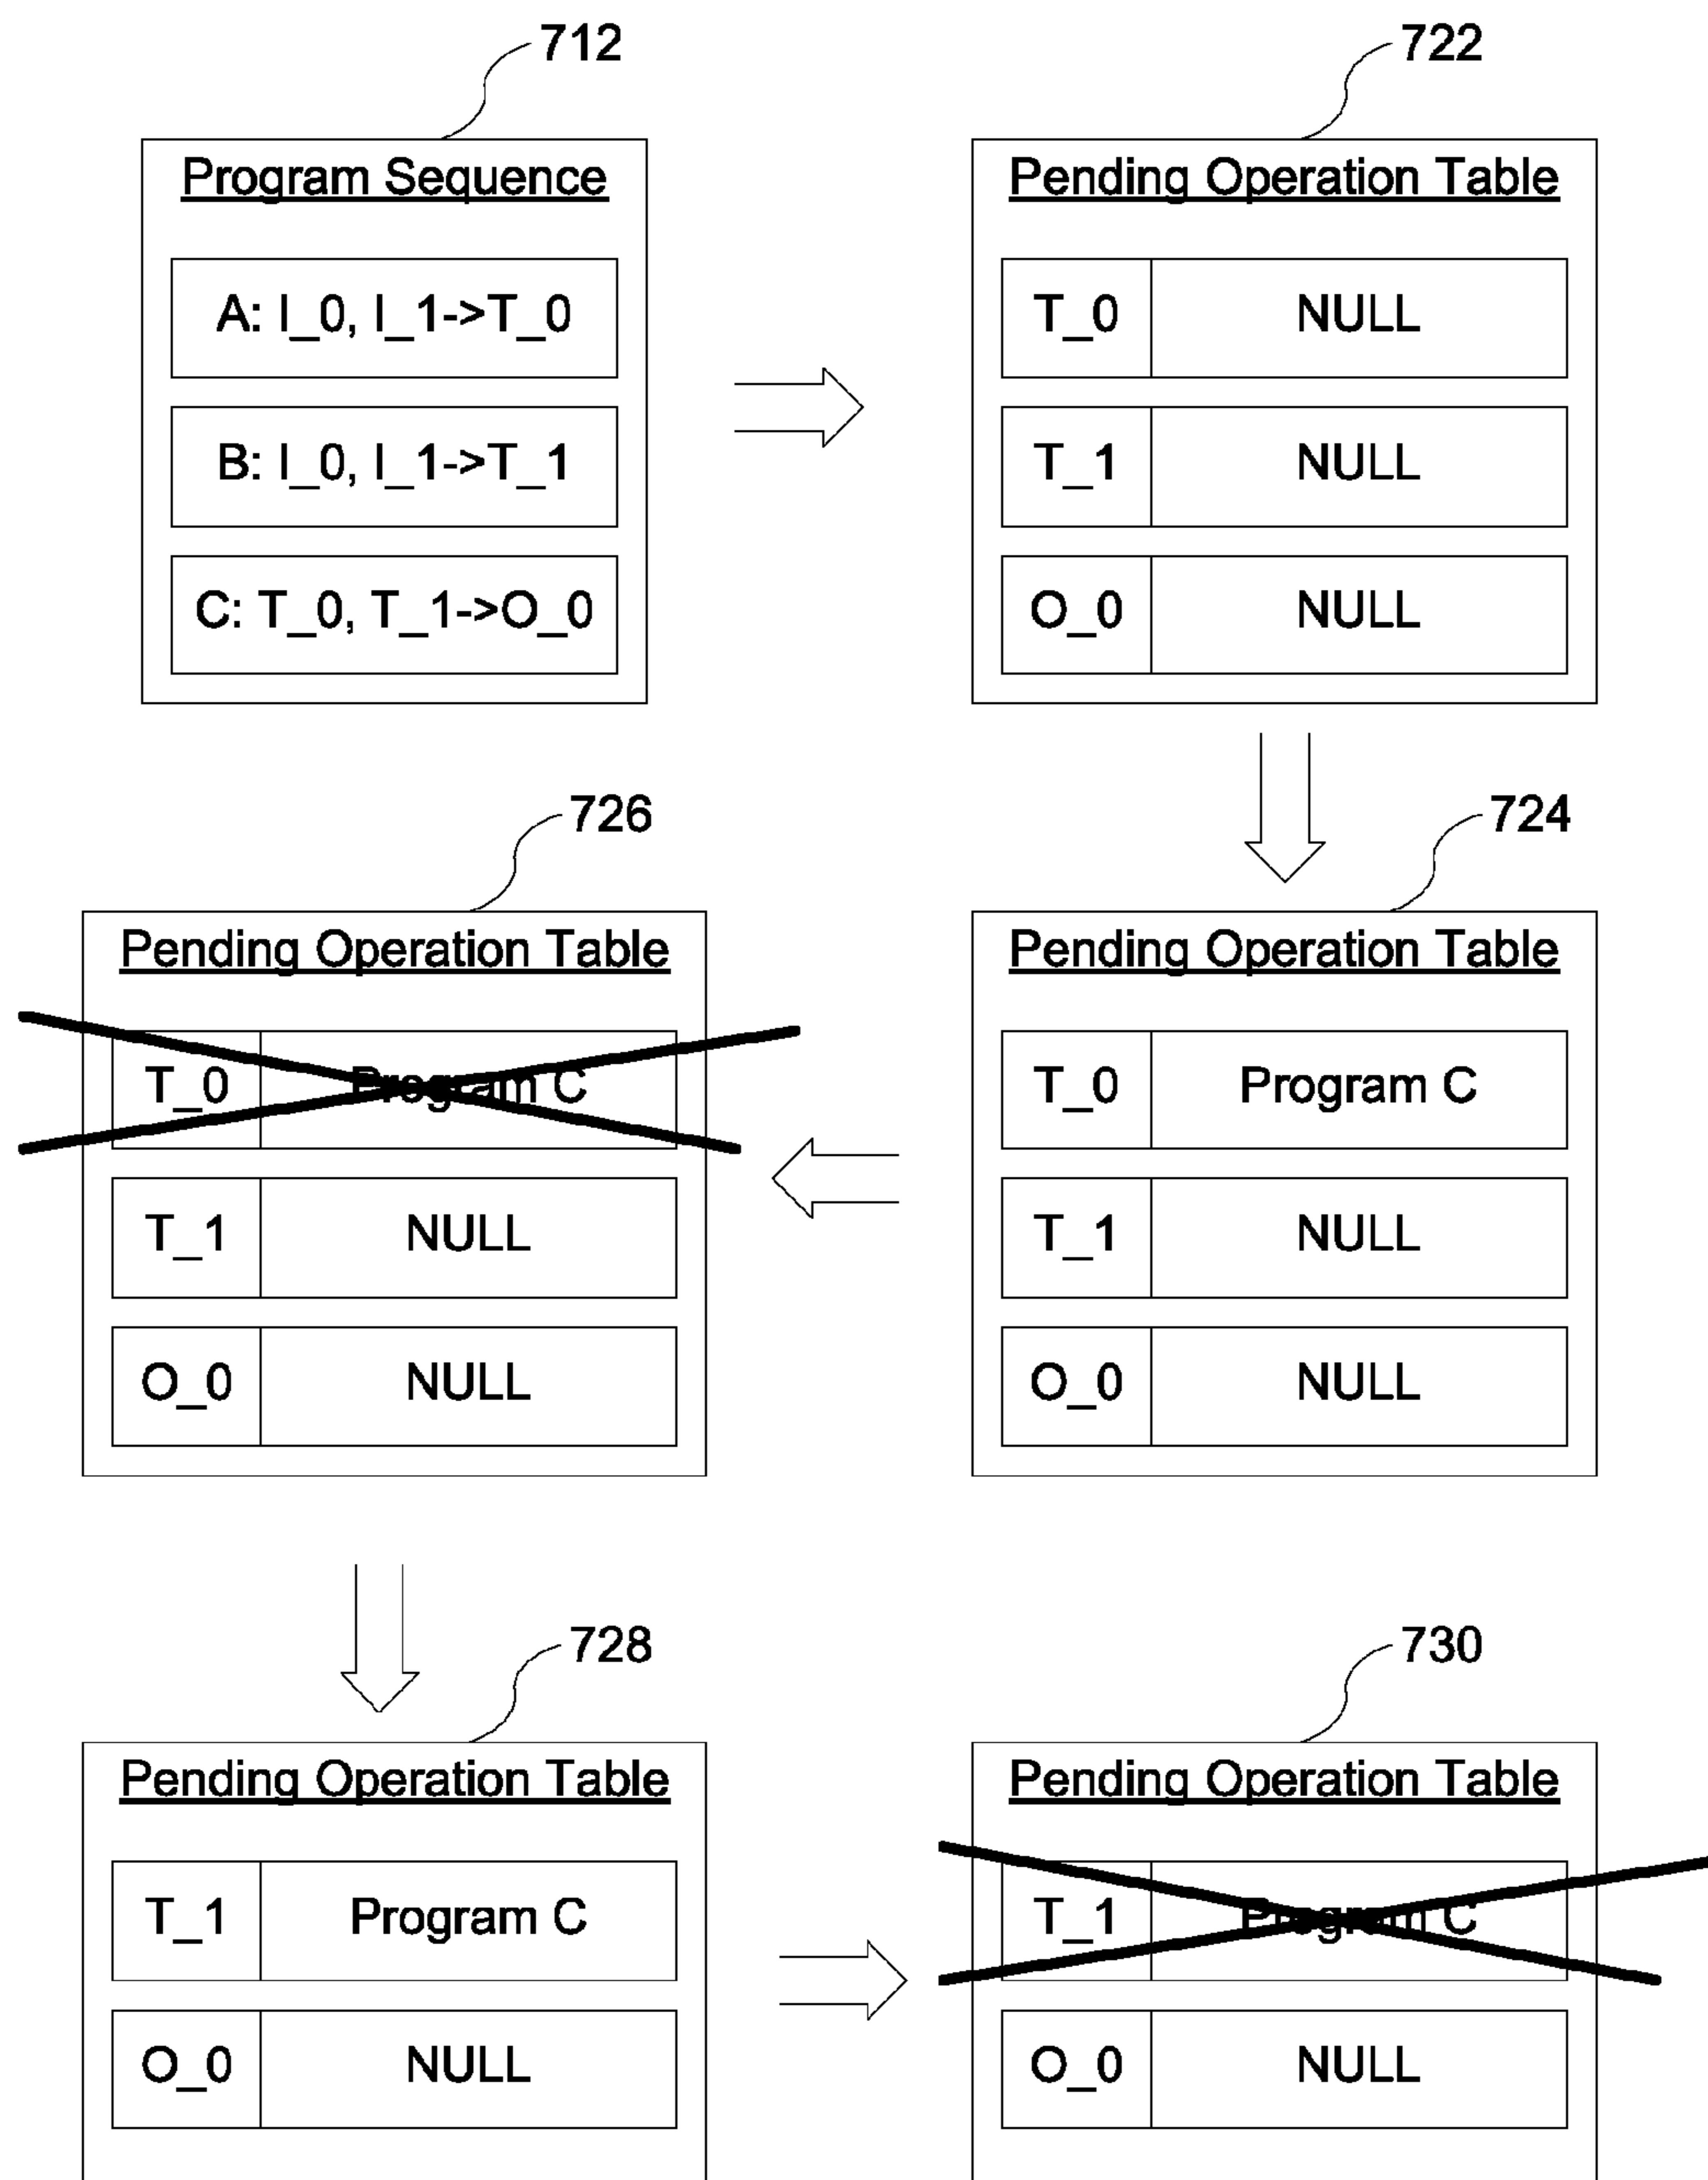 712
Program Sequence
A: I_0, I_1->T_0
B: I_0, I_1->T_1
C: T_0, T_1->O_0
722
Pending Operation Table
T_0 NULL
T_1 NULL
O_0 NULL
726
Pending Operation Table
T_0 Program C
T_1 NULL
O_0 NULL
724
Pending Operation Table
T_0 Program C
T_1 NULL
O_0 NULL
728
Pending Operation Table
T_1 Program C
O_0 NULL
730
Pending Operation Table
T_1 Program C
O_0 NULL